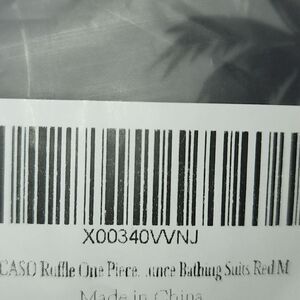 X00340VVNJ
CASO Ruffle One Piece. Bathing Suits Red M
Made in China